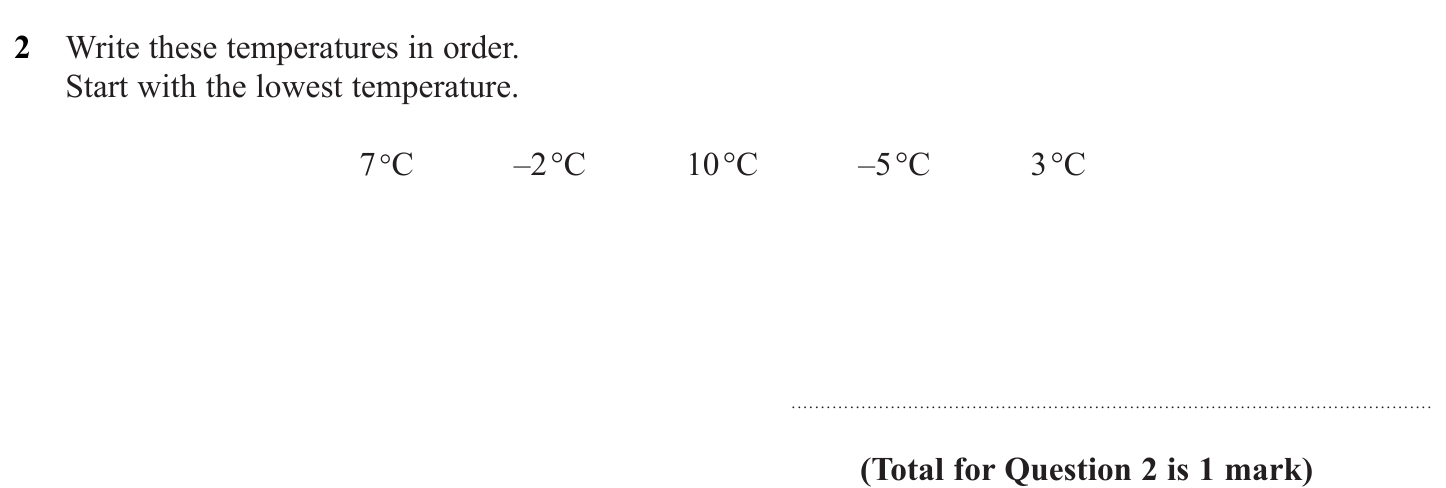 2 Write these temperatures in order.
Start with the lowest temperature.
7 °C –2 °C 10 °C –5 °C 3 °C
(Total for Question 2 is 1 mark)